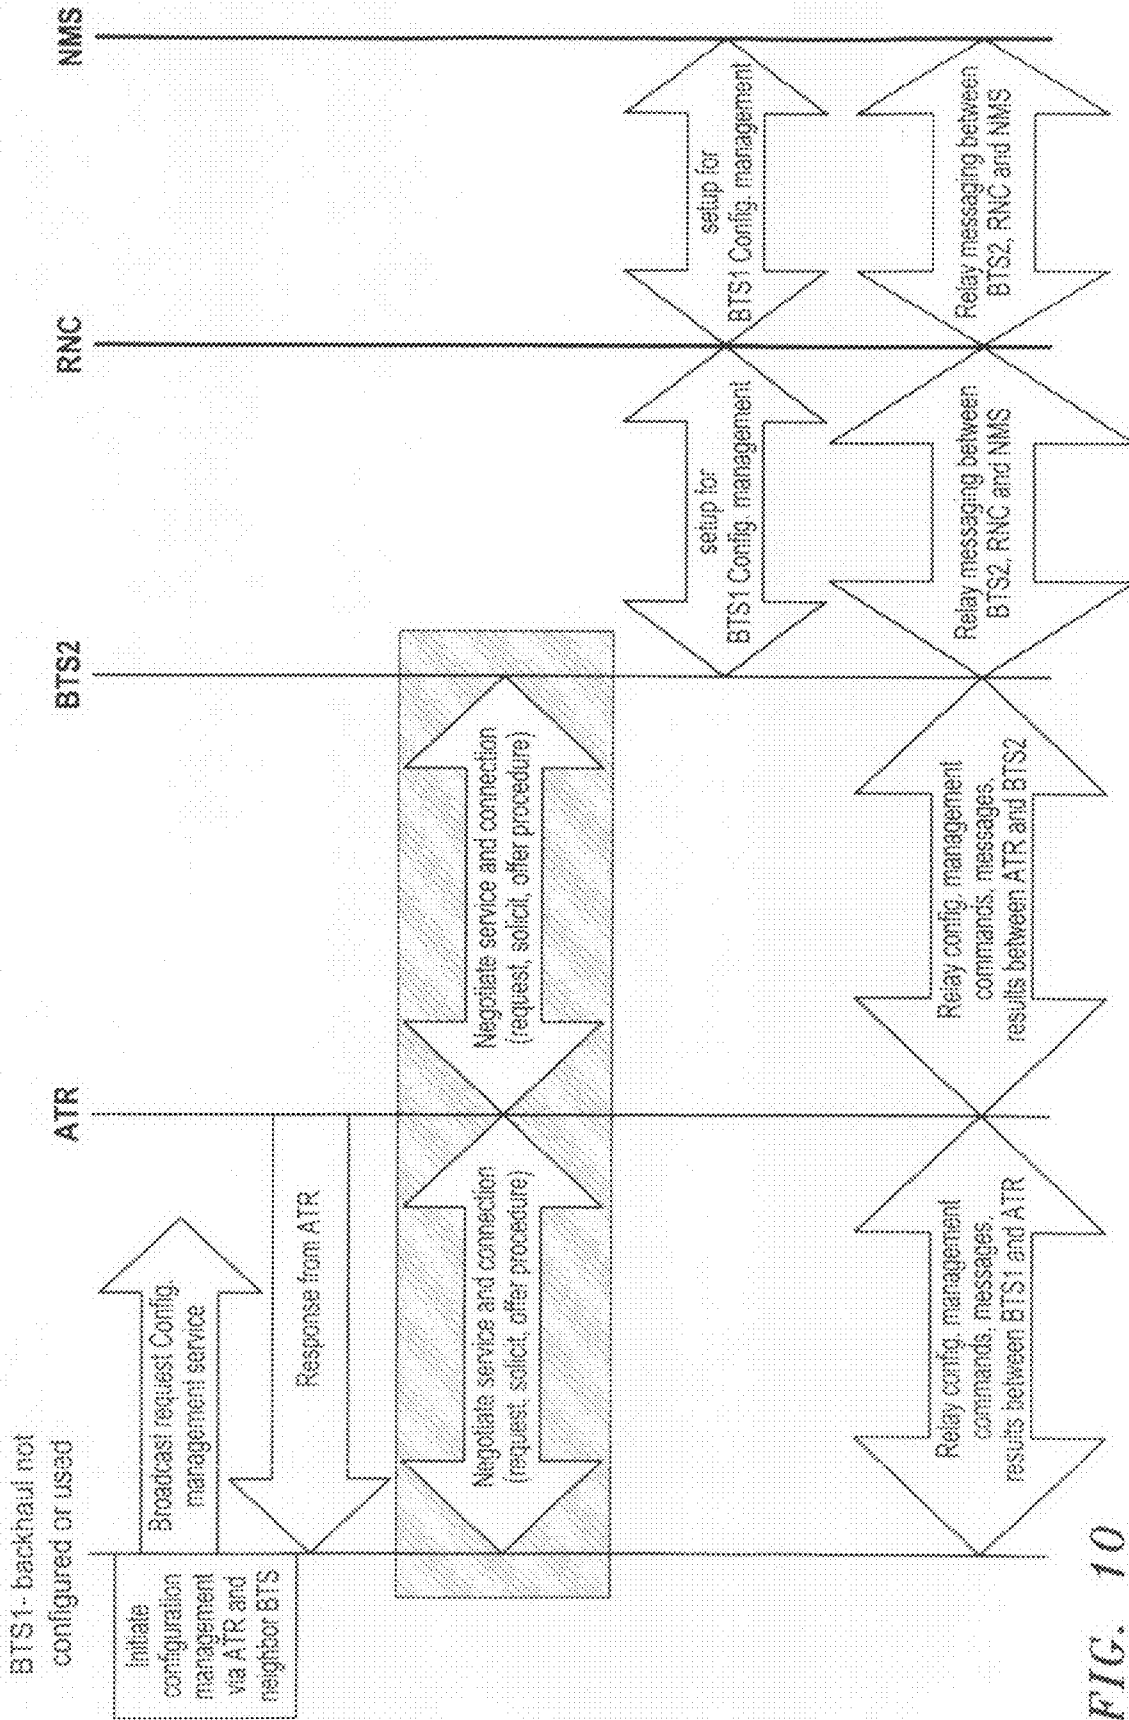 BTS1- backhaul not
configured or used
ATR
BTS2
RNC
NMS
Initiate
configuration
management
via ATR and
neighbor BTS
Broadcast request Config.
management service
Response from ATR
Negotiate service and connection
(request, solicit, offer procedure)
Negotiate service and connection
(request, solicit, offer procedure)
setup for
BTS1 Config. management
setup for
BTS1 Config. management
Relay config. management
commands, messages,
results between BTS1 and ATR
Relay config. management
commands, messages,
results between ATR and BTS2
Relay messaging between
BTS2, RNC and NMS
Relay messaging between
BTS2, RNC and NMS
FIG. 10